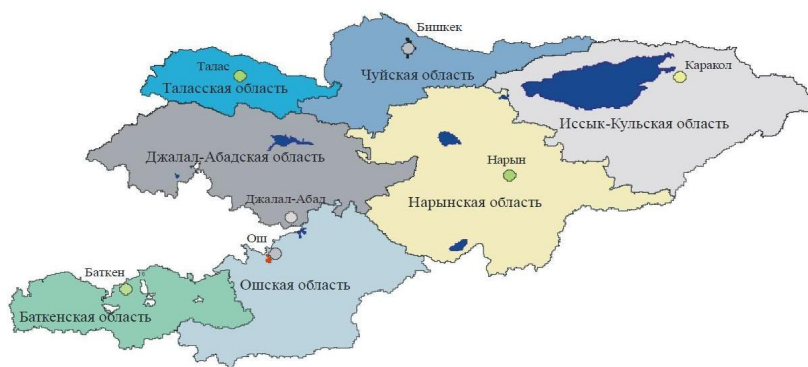 Бишкек
Талас
Чуйская область
Каракол
Таласская область
Иссык-Кульская область
Джалал-Абадская область
Нарын
Джалал-Абад
Нарынская область
Ош
Баткен
Ошская область
Баткенская область